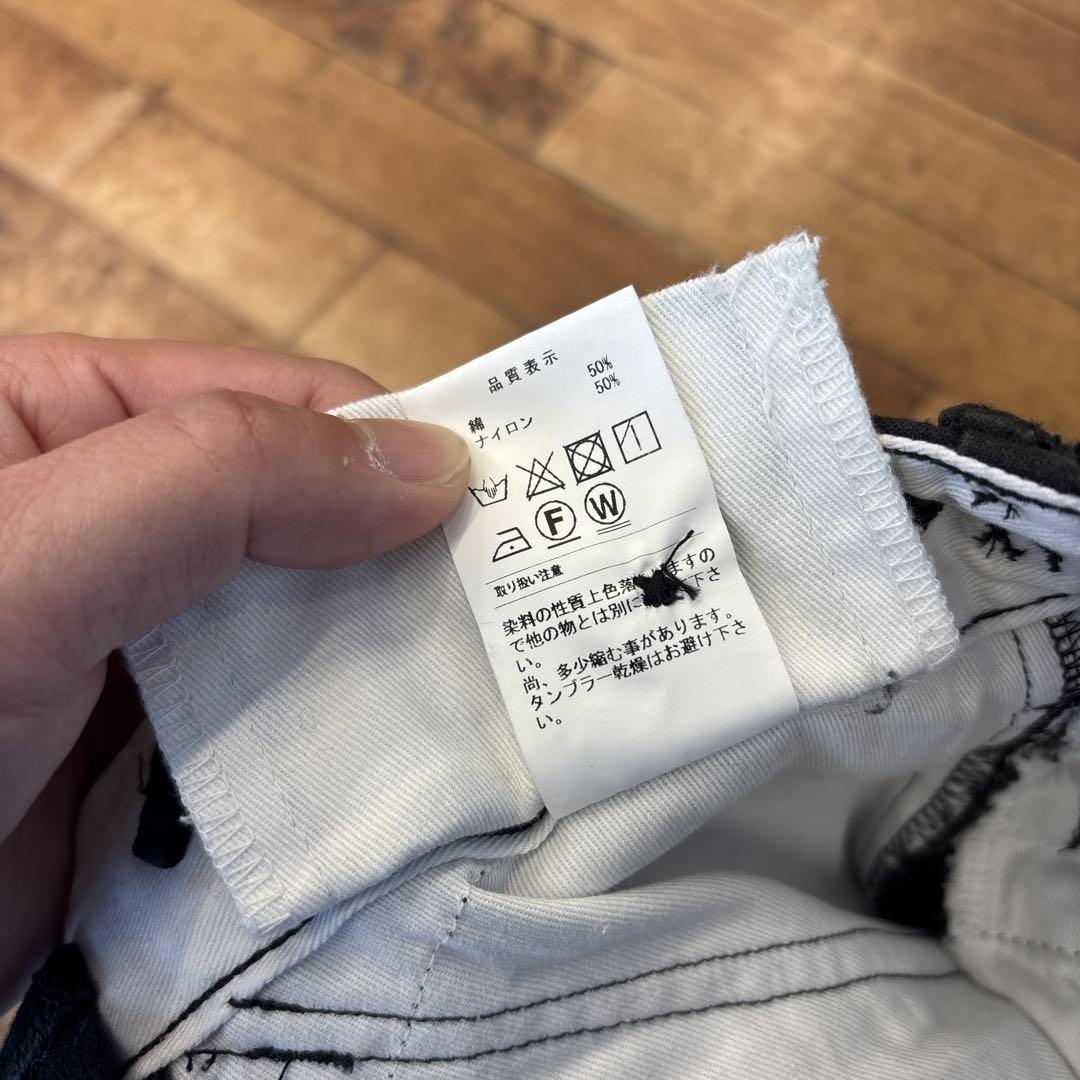 品質表示
綿 50%
ナイロン 50%
F W
取り扱い注意
染料の性質上色落 ますの
で他の物とは別に 下さ
い。
尚、多少縮む事があります。
タンブラー乾燥はお避け下さ
い。